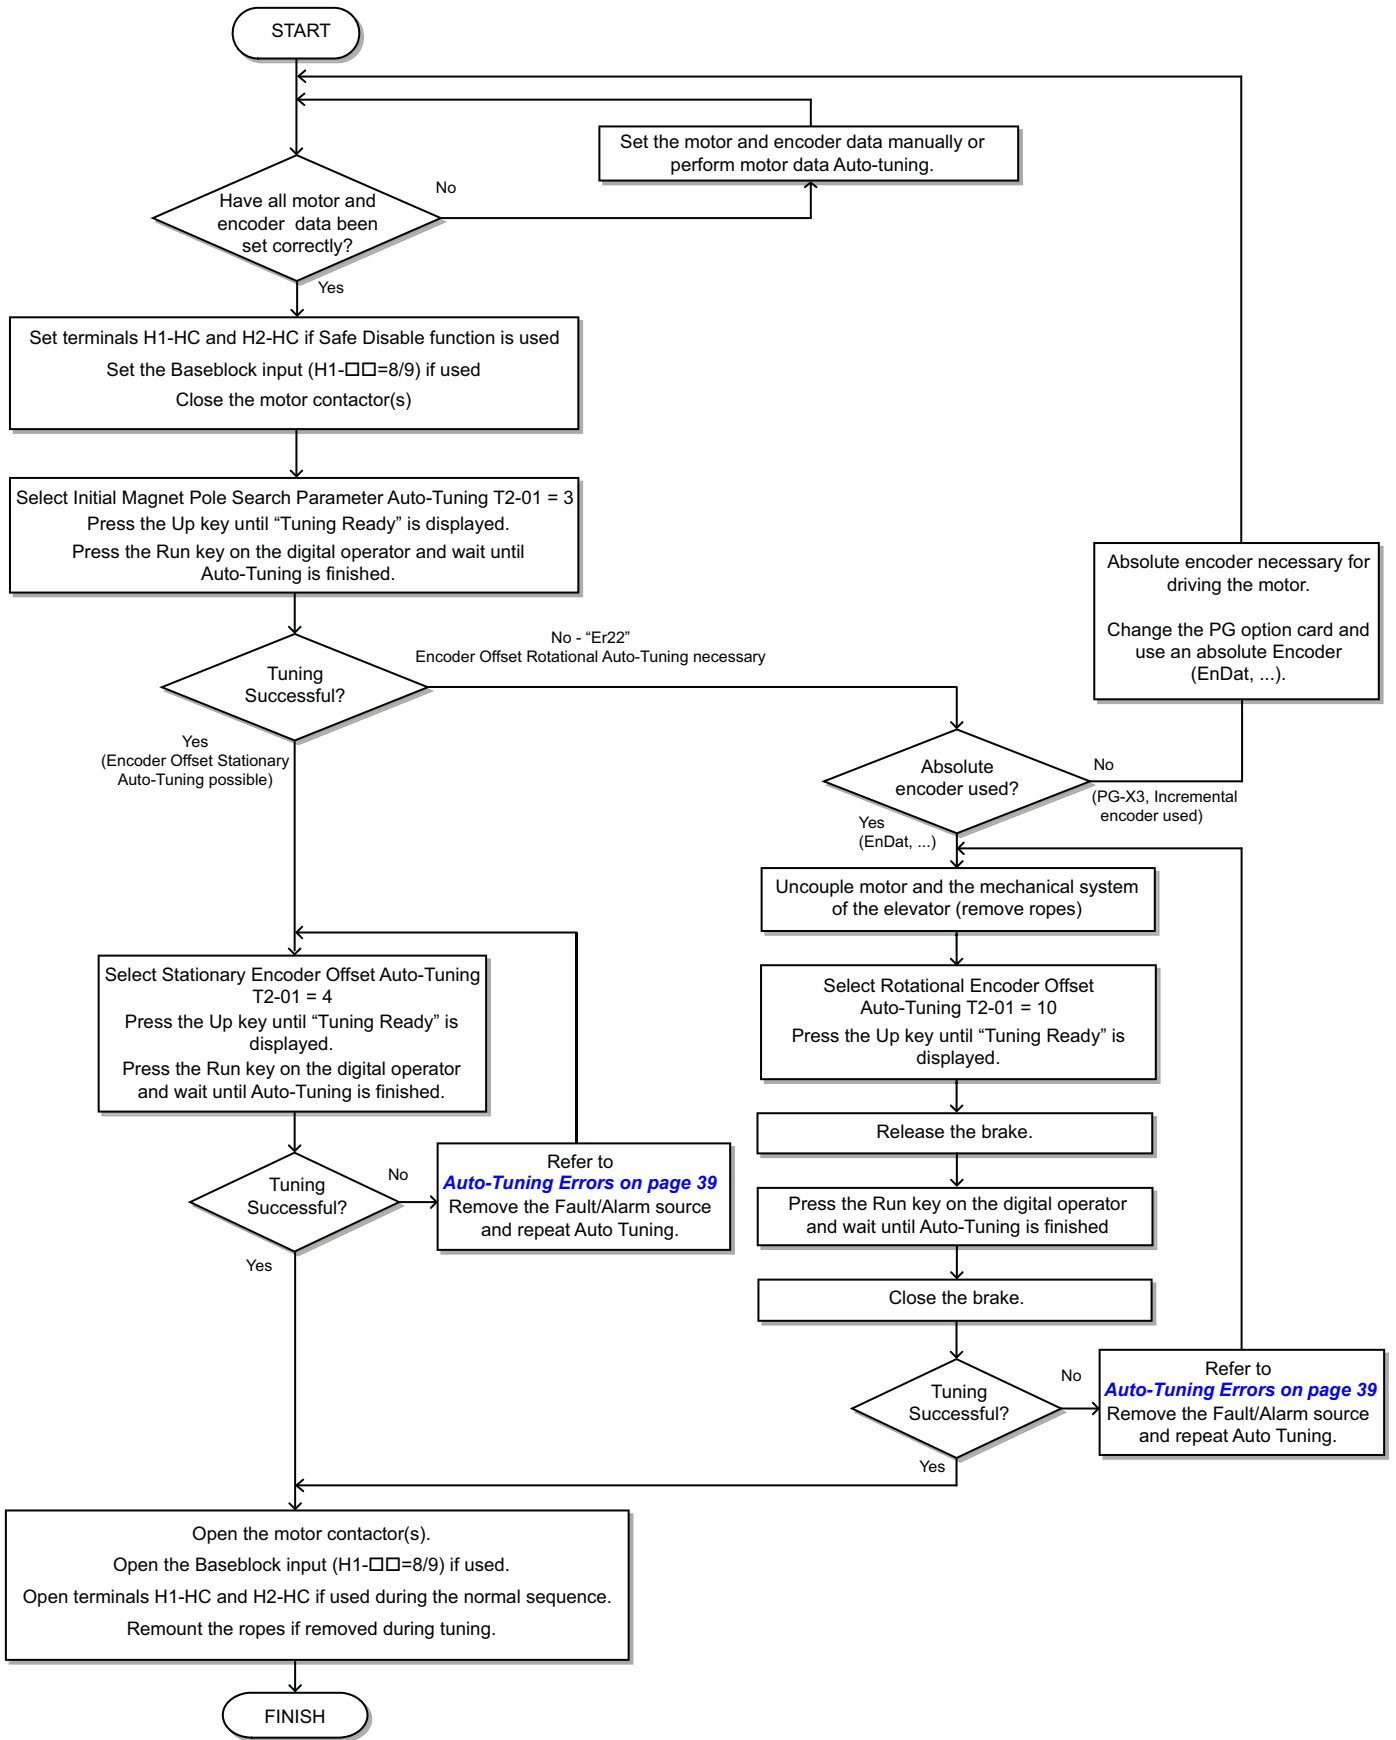 START
Set the motor and encoder data manually or
perform motor data Auto-tuning.
No
Have all motor and
encoder data been
set correctly?
Yes
Set terminals H1-HC and H2-HC if Safe Disable function is used
Set the Baseblock input (H1-□□=8/9) if used
Close the motor contactor(s)
Select Initial Magnet Pole Search Parameter Auto-Tuning T2-01 = 3
Press the Up key until “Tuning Ready” is displayed.
Press the Run key on the digital operator and wait until
Auto-Tuning is finished.
Absolute encoder necessary for
driving the motor.
Change the PG option card and
use an absolute Encoder
(EnDat, ...).
No - “Er22”
Encoder Offset Rotational Auto-Tuning necessary
Tuning
Successful?
Yes
(Encoder Offset Stationary
Auto-Tuning possible)
Absolute
encoder used?
No
(PG-X3, Incremental
encoder used)
Yes
(EnDat, ...)
Uncouple motor and the mechanical system
of the elevator (remove ropes)
Select Stationary Encoder Offset Auto-Tuning
T2-01 = 4
Press the Up key until “Tuning Ready” is
displayed.
Press the Run key on the digital operator
and wait until Auto-Tuning is finished.
Select Rotational Encoder Offset
Auto-Tuning T2-01 = 10
Press the Up key until “Tuning Ready” is
displayed.
Release the brake.
Tuning
Successful?
No
Refer to
Auto-Tuning Errors on page 39
Remove the Fault/Alarm source
and repeat Auto Tuning.
Yes
Press the Run key on the digital operator
and wait until Auto-Tuning is finished
Close the brake.
Tuning
Successful?
No
Refer to
Auto-Tuning Errors on page 39
Remove the Fault/Alarm source
and repeat Auto Tuning.
Yes
Open the motor contactor(s).
Open the Baseblock input (H1-□□=8/9) if used.
Open terminals H1-HC and H2-HC if used during the normal sequence.
Remount the ropes if removed during tuning.
FINISH